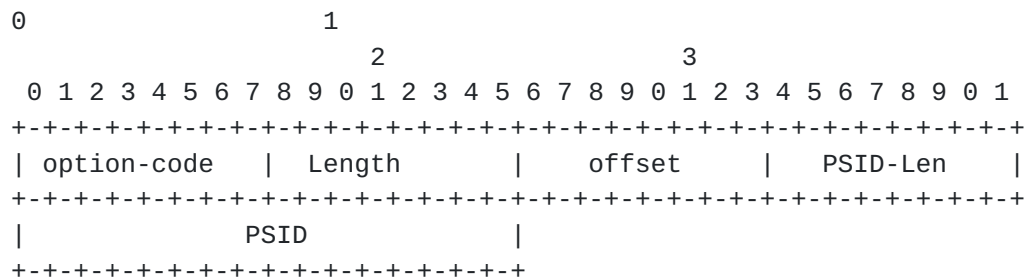 0                   1
                       2                   3
 0 1 2 3 4 5 6 7 8 9 0 1 2 3 4 5 6 7 8 9 0 1 2 3 4 5 6 7 8 9 0 1
+-+-+-+-+-+-+-+-+-+-+-+-+-+-+-+-+-+-+-+-+-+-+-+-+-+-+-+-+-+-+-+-+
| option-code   |  Length       |    offset     |   PSID-Len    |
+-+-+-+-+-+-+-+-+-+-+-+-+-+-+-+-+-+-+-+-+-+-+-+-+-+-+-+-+-+-+-+-+
|              PSID             |
+-+-+-+-+-+-+-+-+-+-+-+-+-+-+-+-+